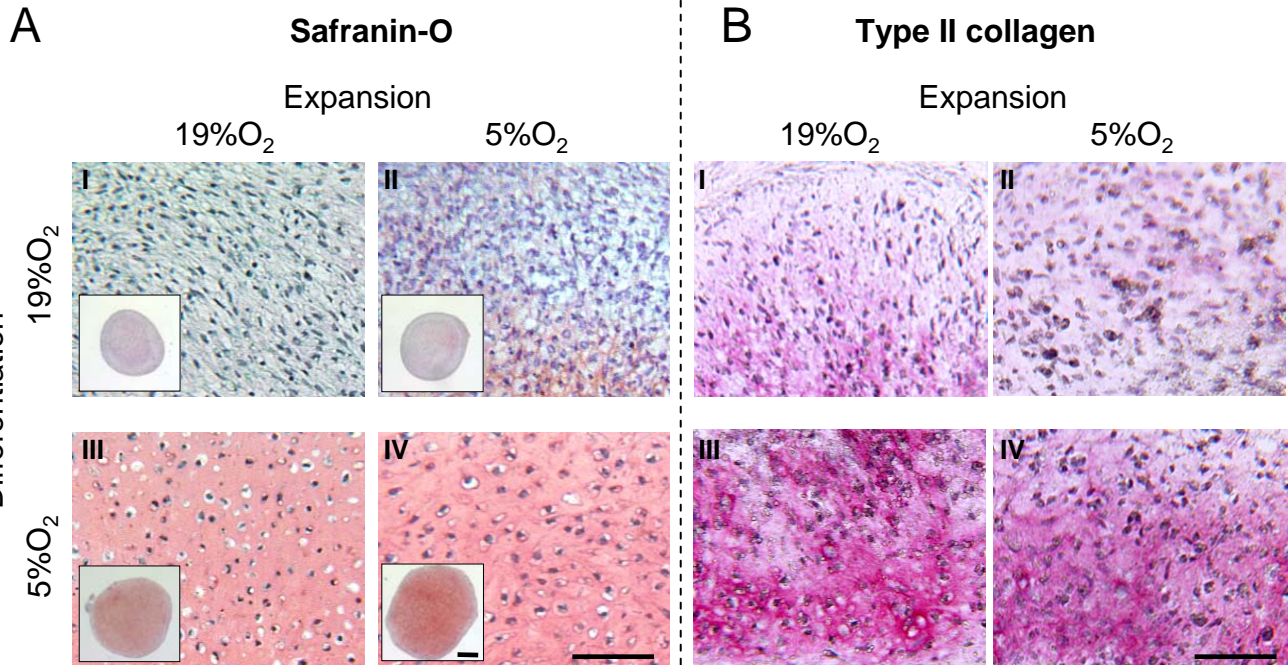 A Safranin-O
Expansion
19%O₂ 5%O₂
19%O₂
5%O₂
I II
III IV
B Type II collagen
Expansion
19%O₂ 5%O₂
I II
III IV